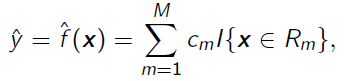 ŷ = f̂(x) = ∑_{m=1}^{M} c_m I{x ∈ R_m},